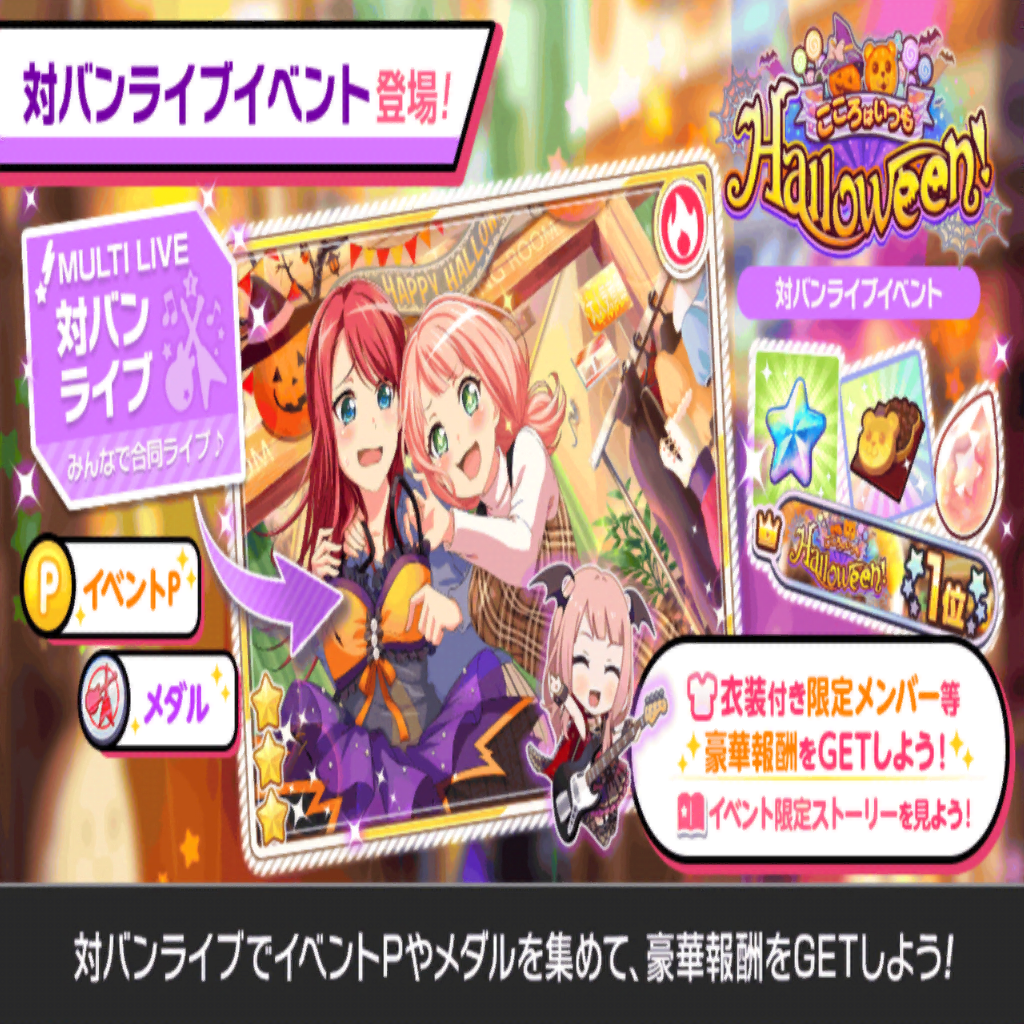 対バンライブイベント登場!
こころはいつも
Halloween!
対バンライブイベント
MULTI LIVE
対バン
ライブ
みんなで合同ライブ♪
HAPPY HALLOW
G ROOM
OM
P イベントP
メダル
Halloween!
1位
衣装付き限定メンバー等
豪華報酬をGETしよう!
イベント限定ストーリーを見よう!
対バンライブでイベントPやメダルを集めて、豪華報酬をGETしよう!